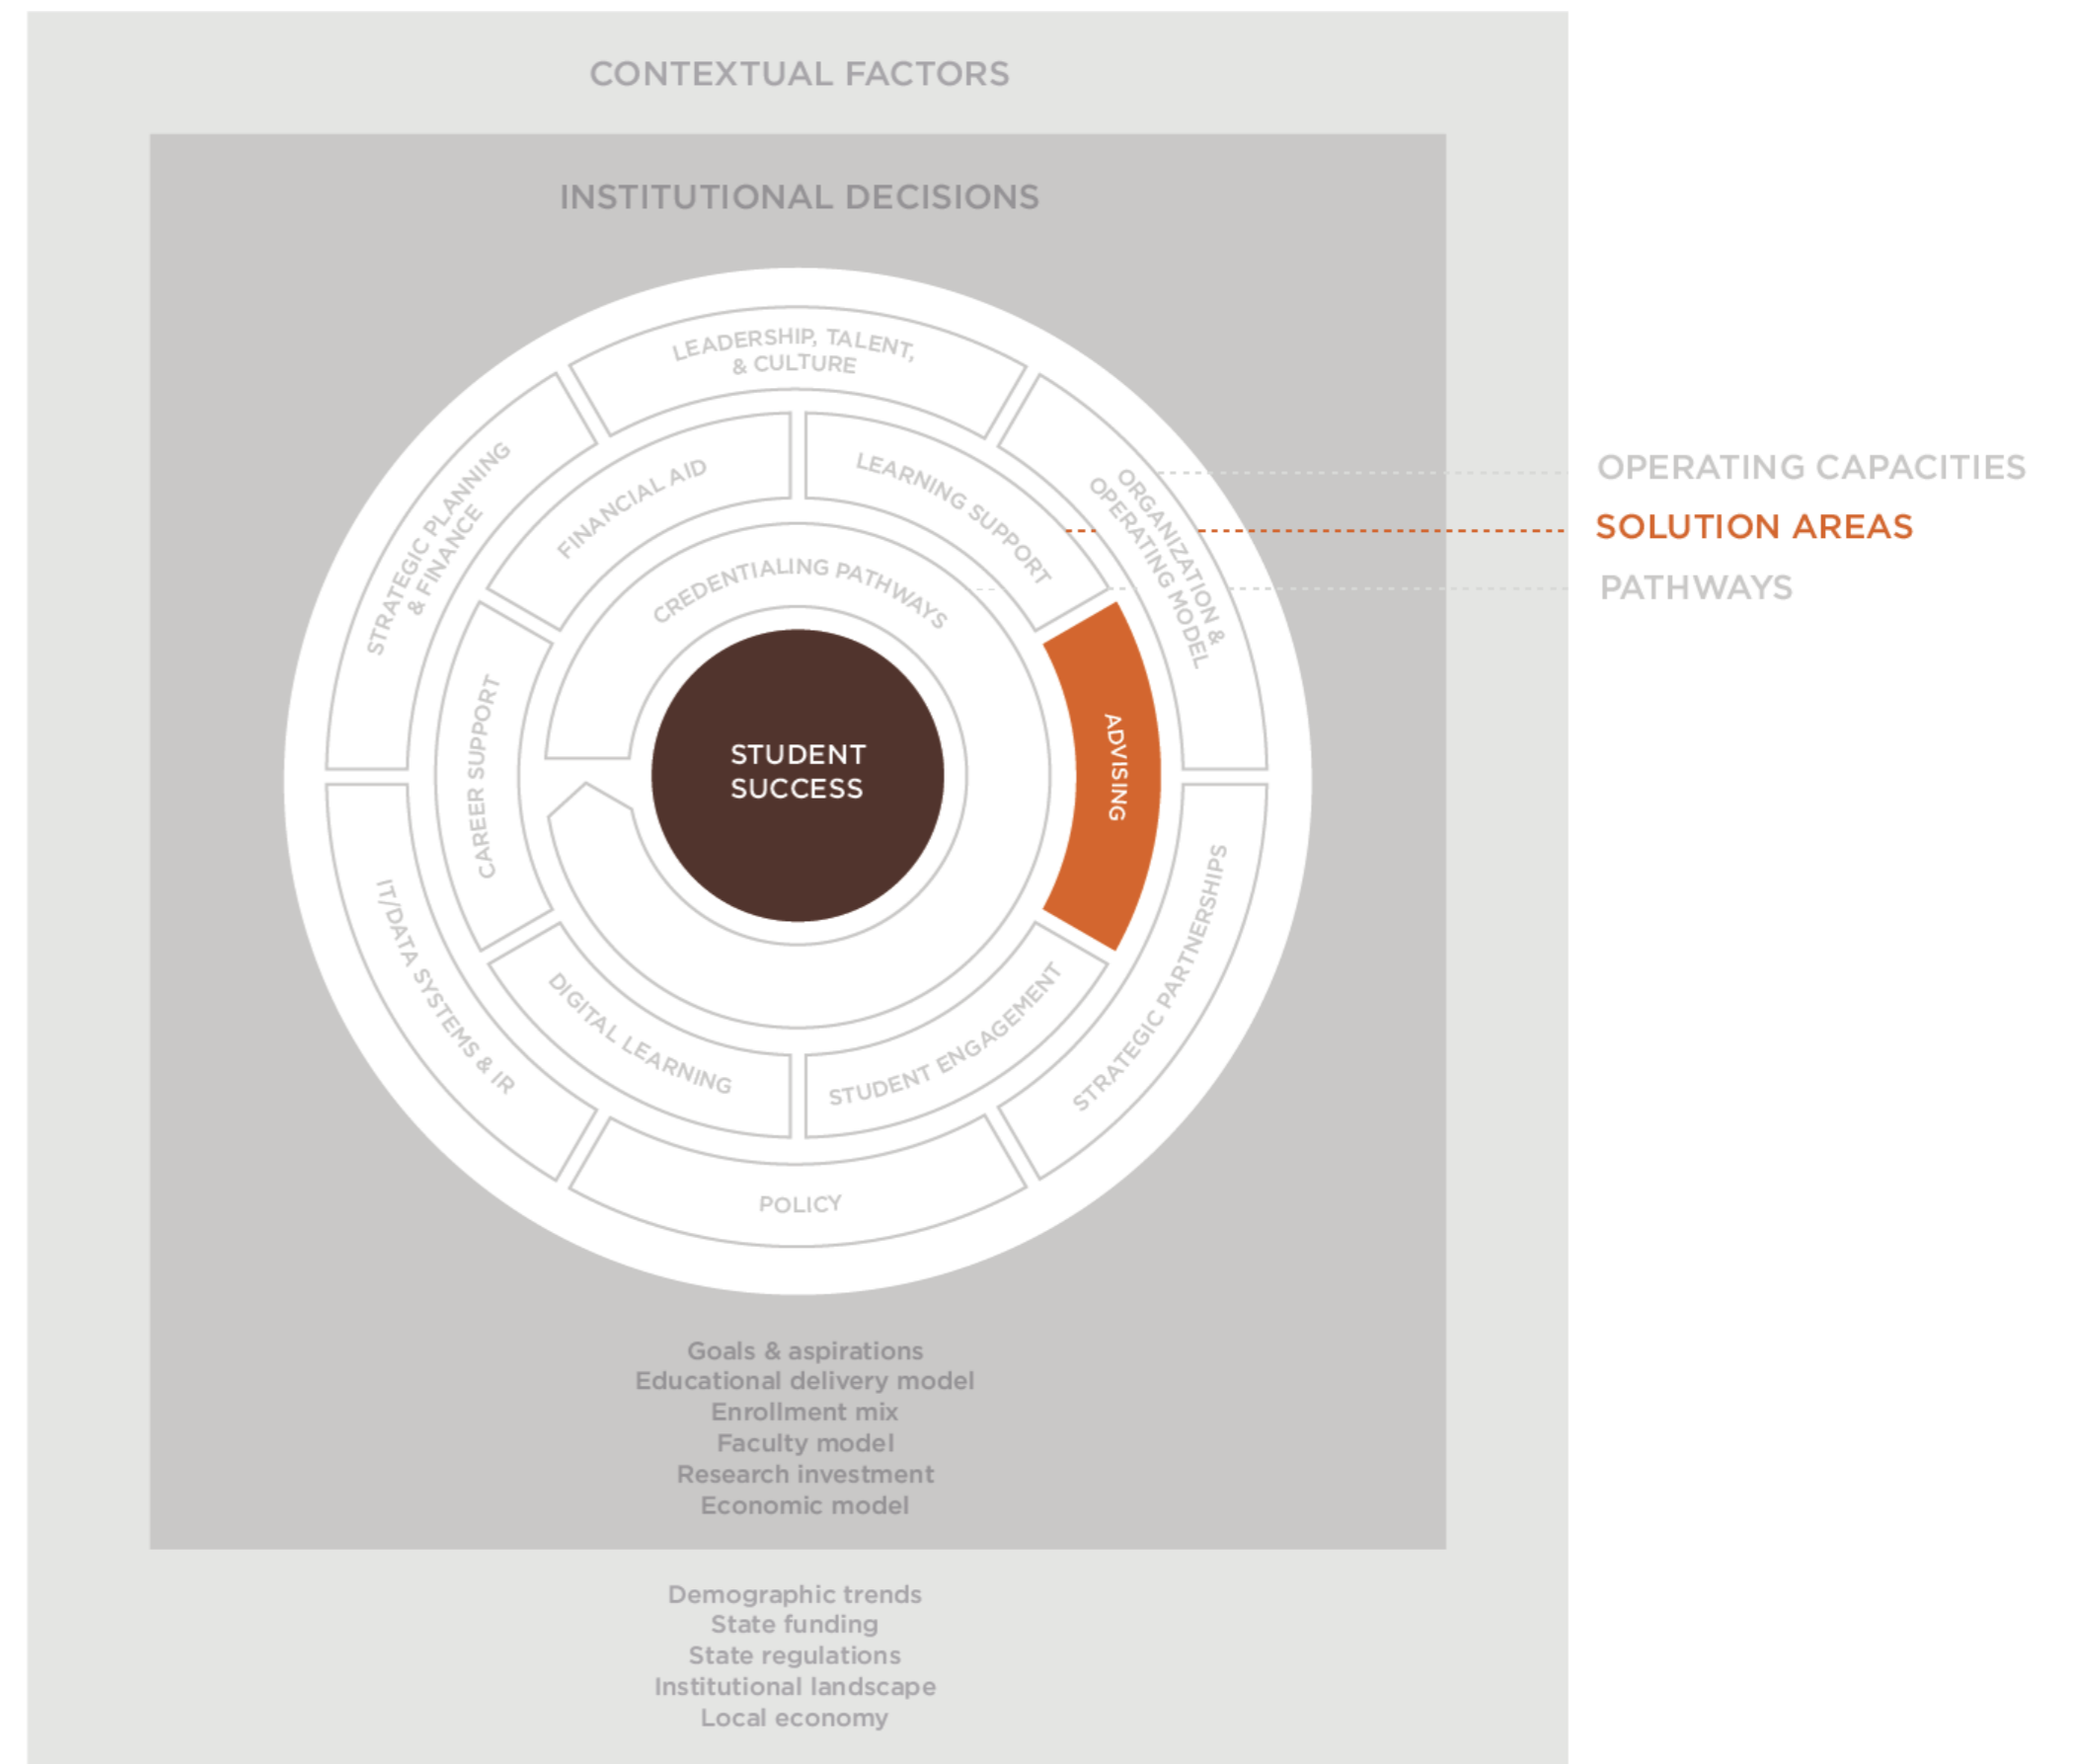 CONTEXTUAL FACTORS
INSTITUTIONAL DECISIONS
LEADERSHIP, TALENT,
& CULTURE
ORGANIZATION &
OPERATING MODEL
STRATEGIC PARTNERSHIPS
POLICY
IT/DATA SYSTEMS & IR
STRATEGIC PLANNING
& FINANCE
FINANCIAL AID
LEARNING SUPPORT
ADVISING
STUDENT ENGAGEMENT
DIGITAL LEARNING
CAREER SUPPORT
CREDENTIALING PATHWAYS
STUDENT
SUCCESS
OPERATING CAPACITIES
SOLUTION AREAS
PATHWAYS
Goals & aspirations
Educational delivery model
Enrollment mix
Faculty model
Research investment
Economic model
Demographic trends
State funding
State regulations
Institutional landscape
Local economy